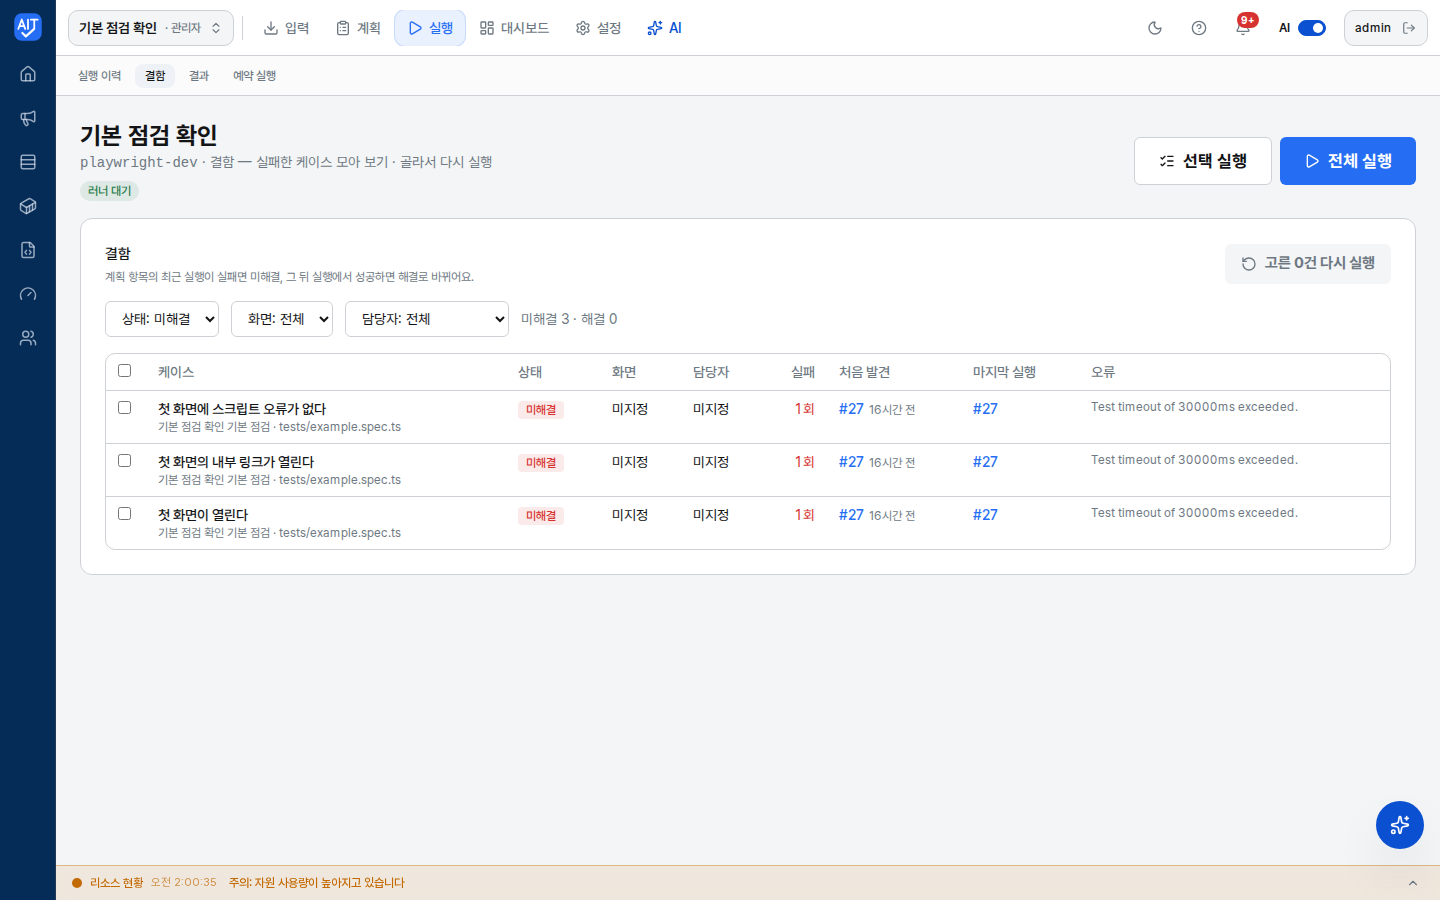 AIT
기본 점검 확인 · 관리자
입력
계획
실행
대시보드
설정
AI
9+
AI
admin
실행 이력
결함
결과
예약 실행
기본 점검 확인
playwright-dev · 결함 — 실패한 케이스 모아 보기 · 골라서 다시 실행
러너 대기
선택 실행
전체 실행
결함
계획 항목의 최근 실행이 실패면 미해결, 그 뒤 실행에서 성공하면 해결로 바뀌어요.
고른 0건 다시 실행
상태: 미해결
화면: 전체
담당자: 전체
미해결 3 · 해결 0
케이스 상태 화면 담당자 실패 처음 발견 마지막 실행 오류
첫 화면에 스크립트 오류가 없다 미해결 미지정 미지정 1회 #27 16시간 전 #27 Test timeout of 30000ms exceeded.
기본 점검 확인 기본 점검 · tests/example.spec.ts
첫 화면의 내부 링크가 열린다 미해결 미지정 미지정 1회 #27 16시간 전 #27 Test timeout of 30000ms exceeded.
기본 점검 확인 기본 점검 · tests/example.spec.ts
첫 화면이 열린다 미해결 미지정 미지정 1회 #27 16시간 전 #27 Test timeout of 30000ms exceeded.
기본 점검 확인 기본 점검 · tests/example.spec.ts
리소스 현황 오전 2:00:35 주의: 자원 사용량이 높아지고 있습니다